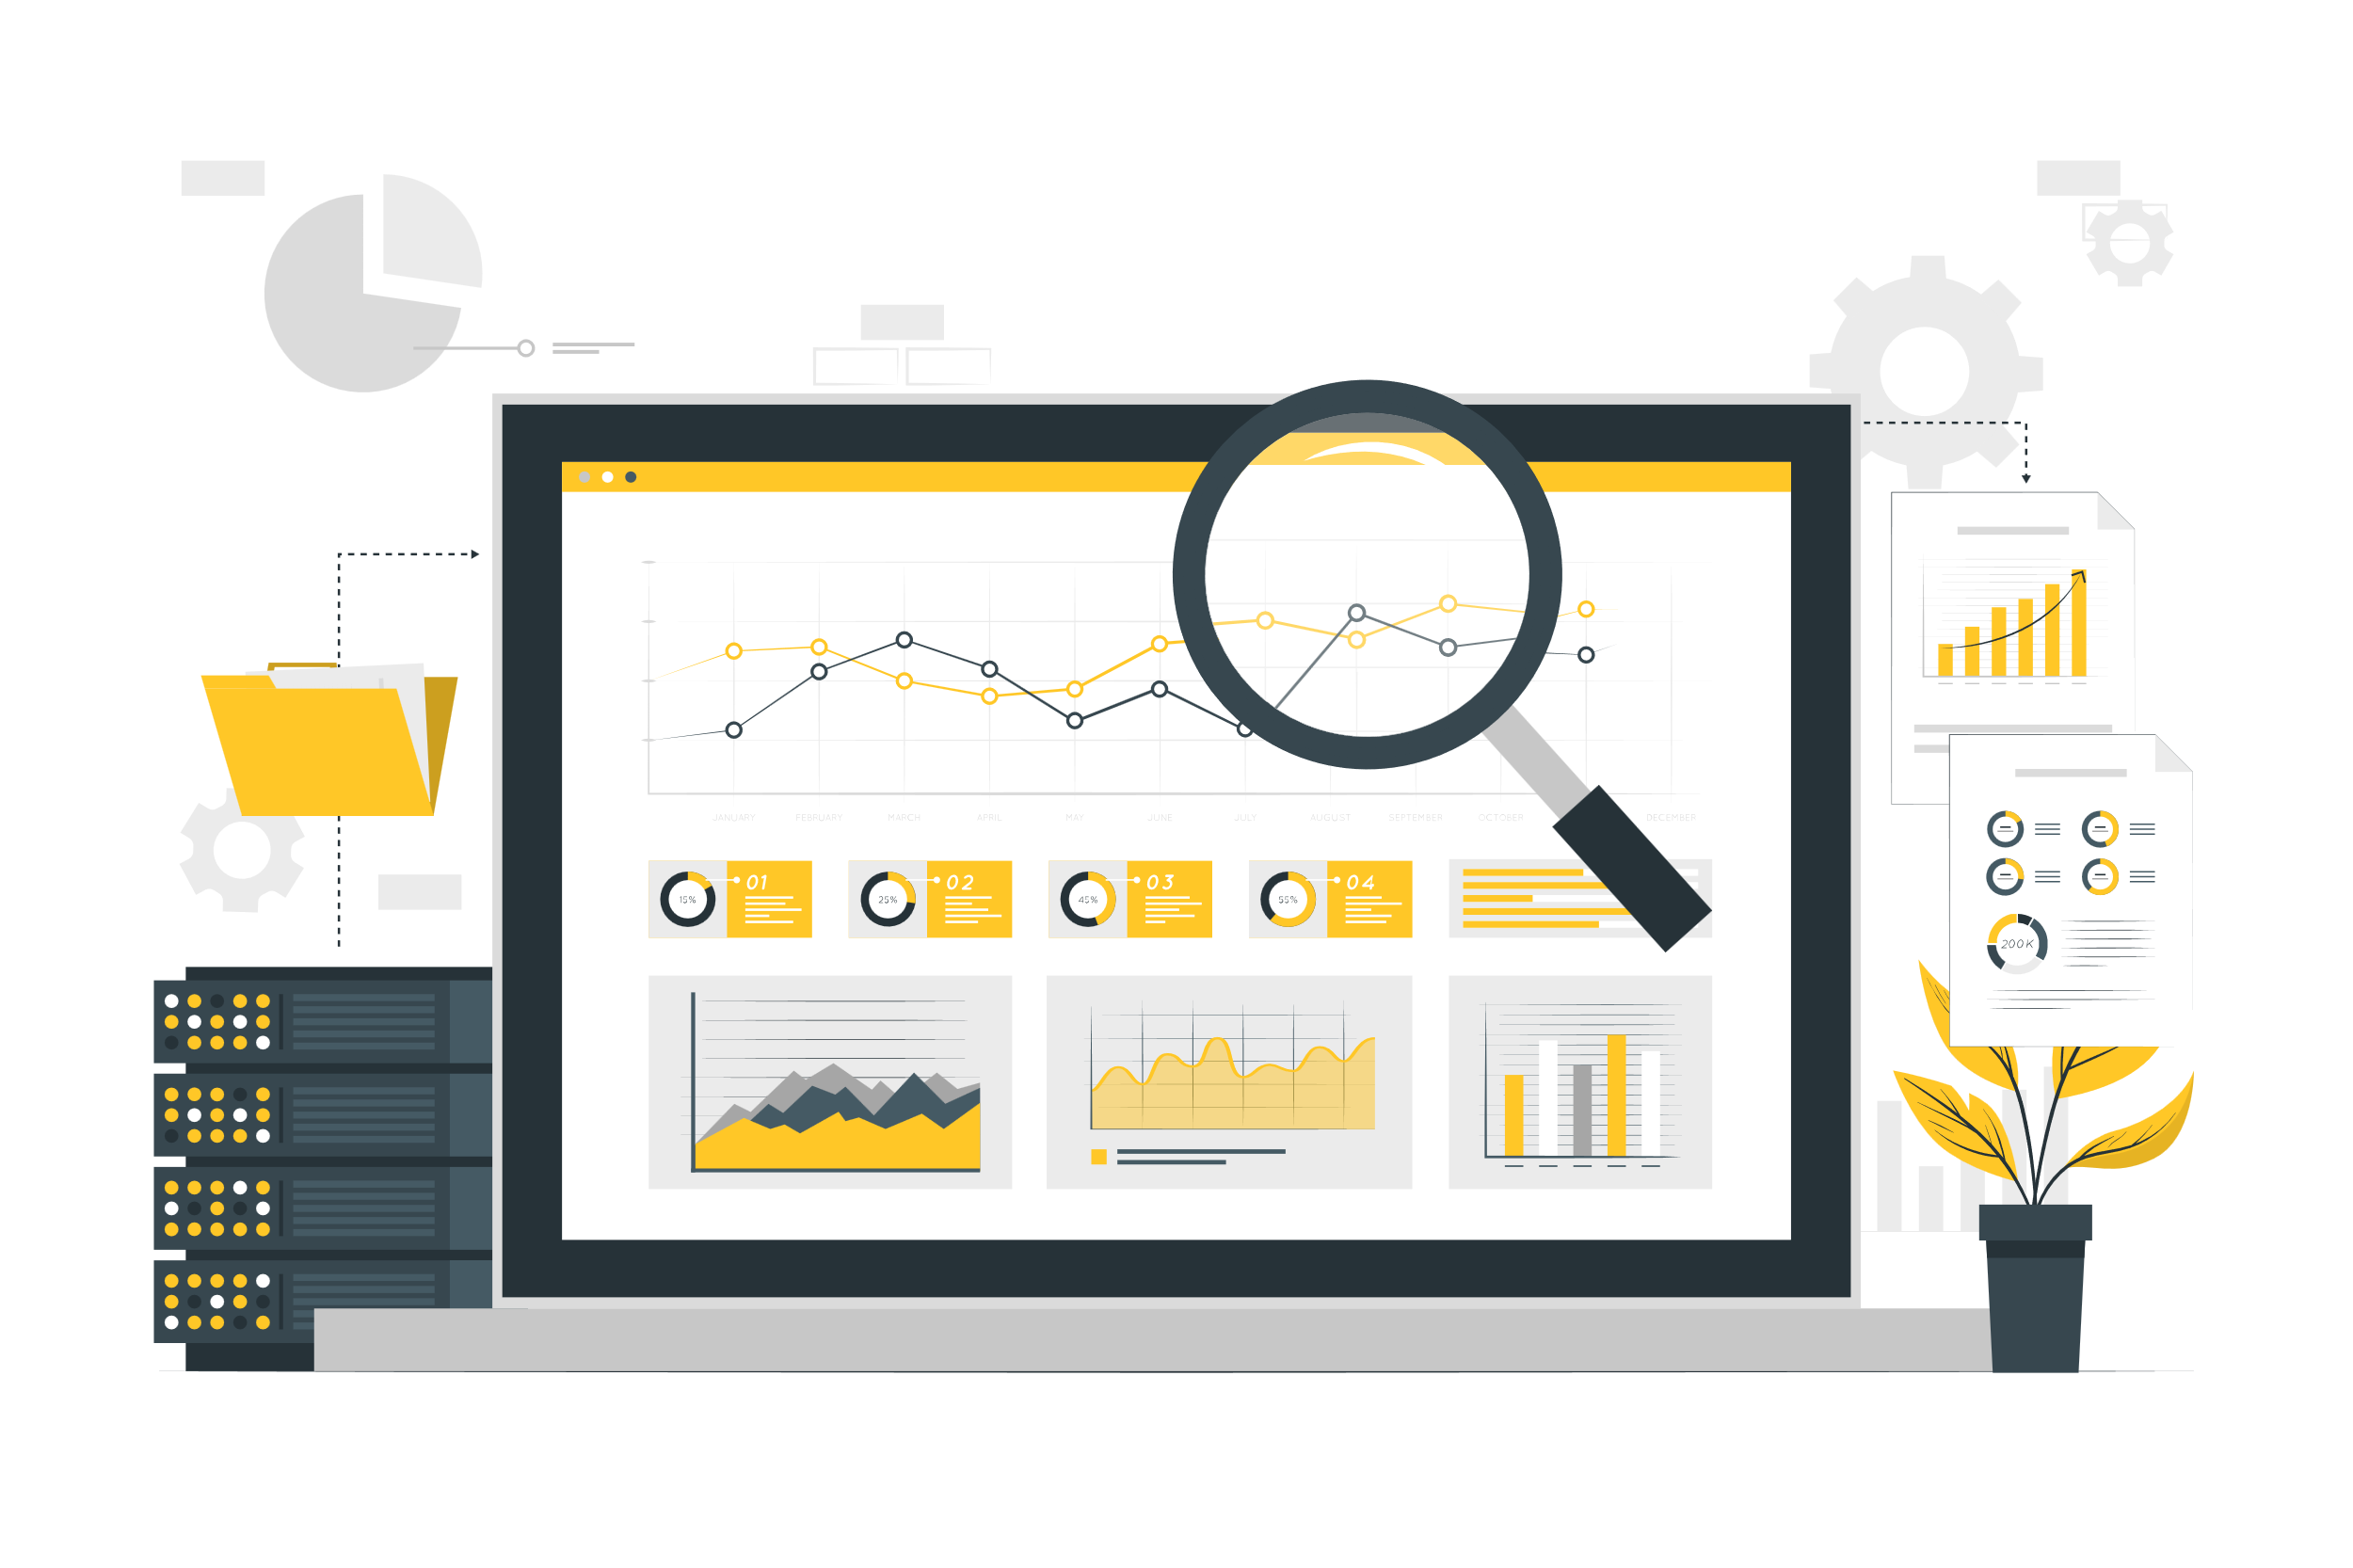 JANUARY FEBRUARY MARCH APRIL MAY JUNE JULY AUGUST SEPTEMBER OCTOBER DECEMBER
15% 01
25% 02
45% 03
55% 04
200K